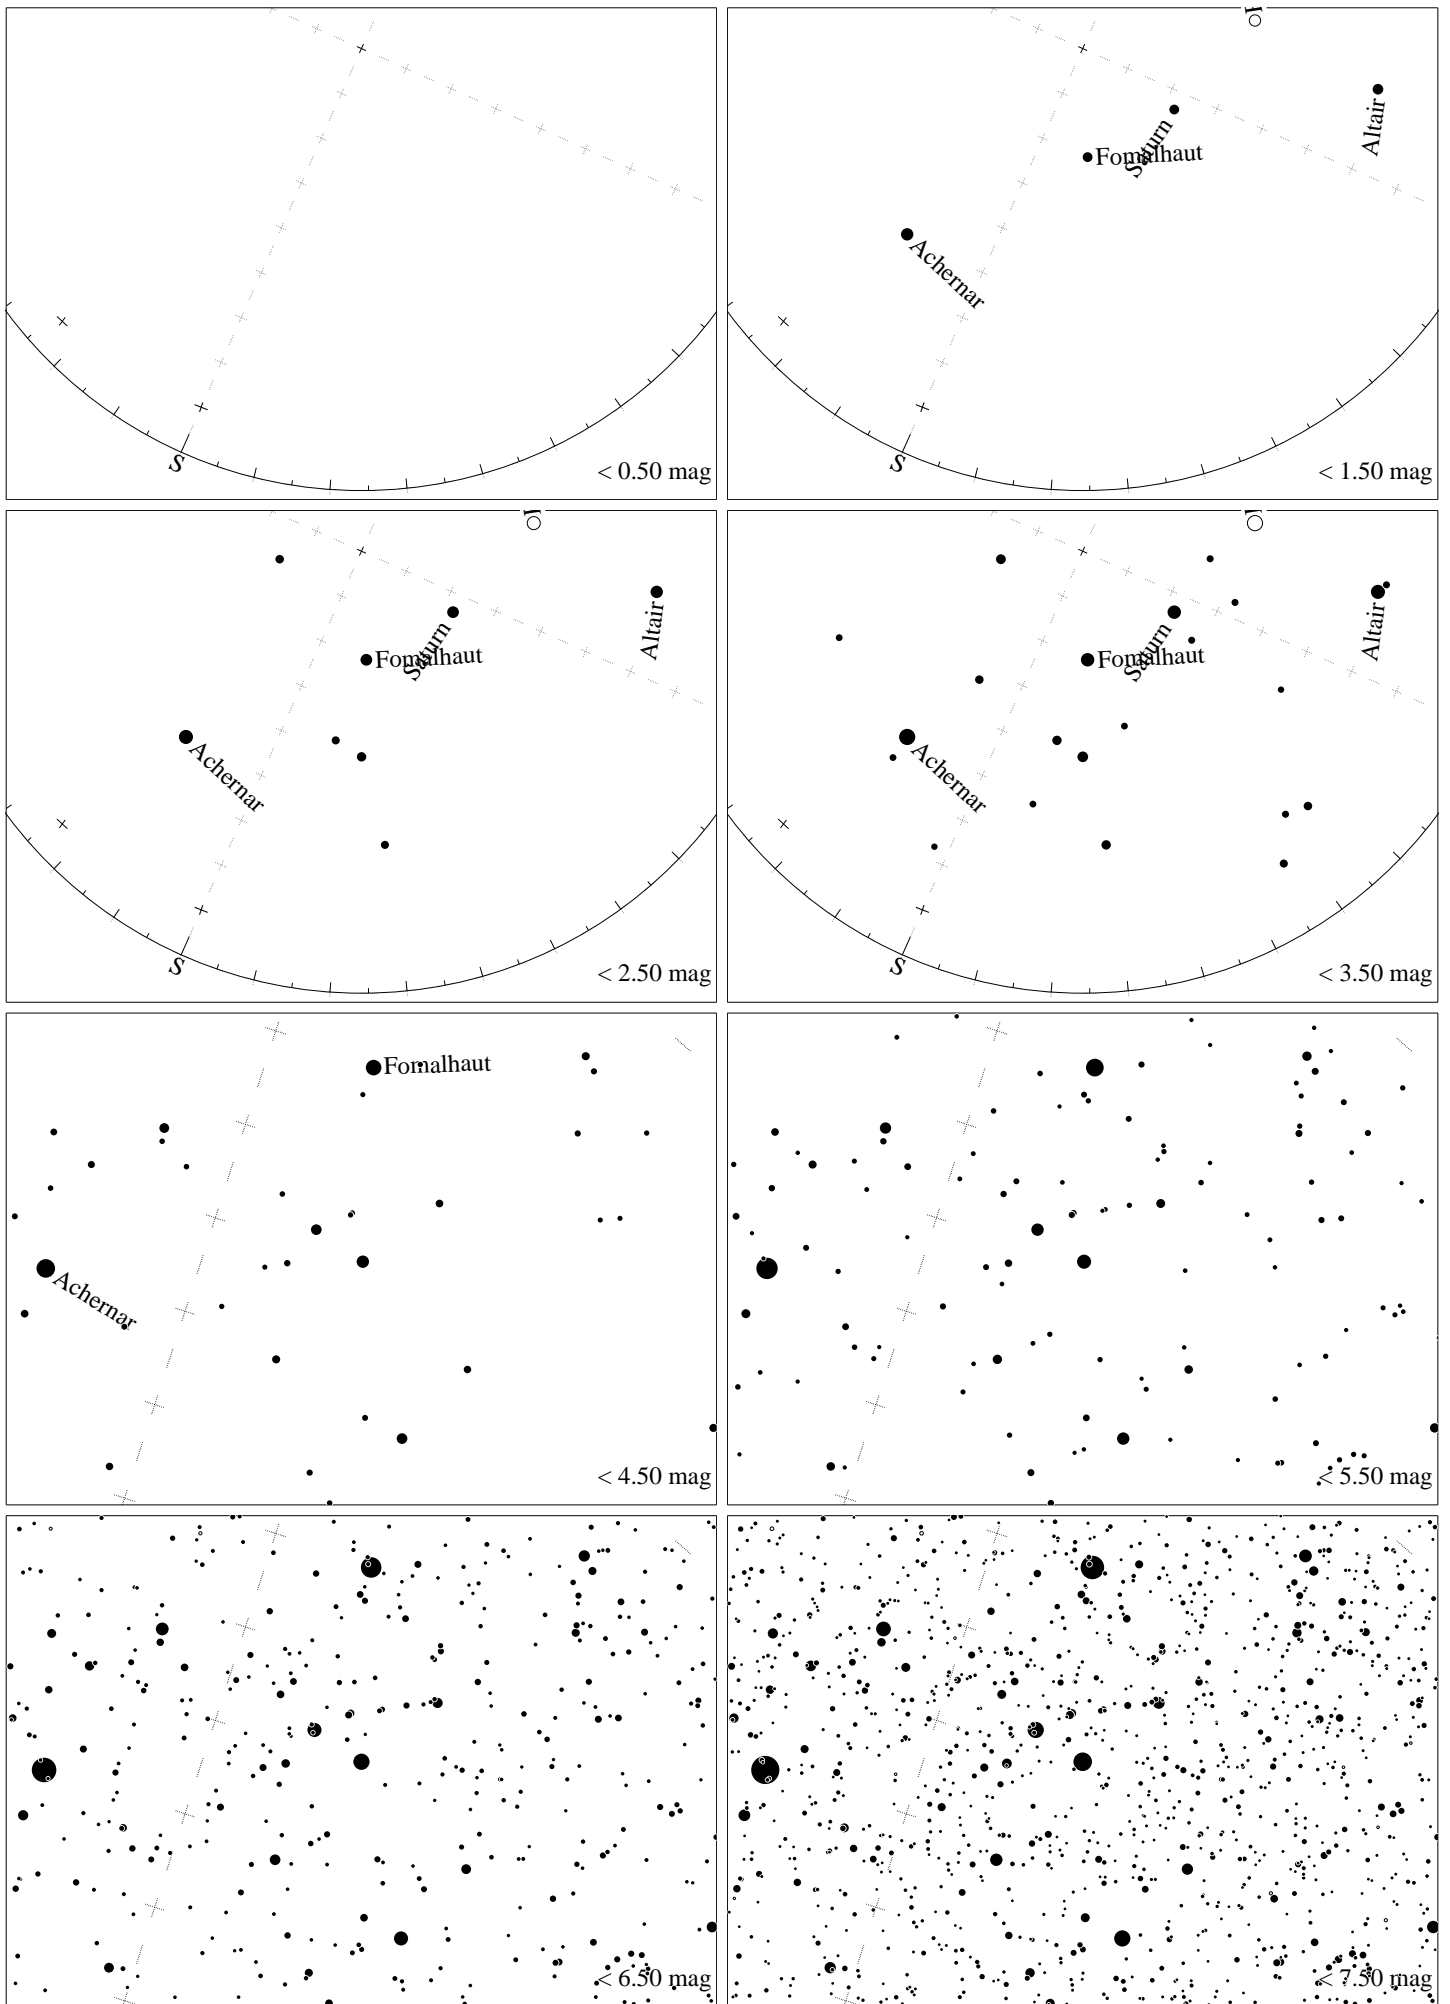 S
< 0.50 mag
Altair
Saturn
Fomalhaut
Achernar
S
< 1.50 mag
Altair
Saturn
Fomalhaut
Achernar
S
< 2.50 mag
Altair
Saturn
Fomalhaut
Achernar
S
< 3.50 mag
Fomalhaut
Achernar
< 4.50 mag
< 5.50 mag
< 6.50 mag
< 7.50 mag